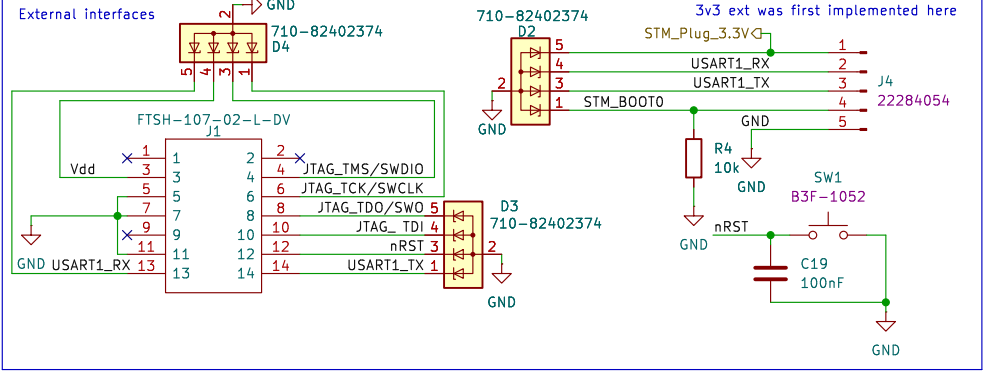 External interfaces
GND
2
710-82402374
D4
5
4
3
1
FTSH-107-02-L-DV
J1
1
1
2
2
Vdd
3
3
4
4
JTAG_TMS/SWDIO
5
5
6
6
JTAG_TCK/SWCLK
7
7
8
8
JTAG_TDO/SWO
9
9
10
10
JTAG_ TDI
11
11
12
12
nRST
USART1_RX
13
13
14
14
USART1_TX
GND
D3
710-82402374
5
4
3
1
2
GND
710-82402374
D2
5
4
3
1
2
GND
3v3 ext was first implemented here
STM_Plug_3.3V
USART1_RX
USART1_TX
STM_BOOT0
GND
1
2
3
4
5
J4
22284054
GND
R4
10k
GND
SW1
B3F-1052
nRST
C19
100nF
GND